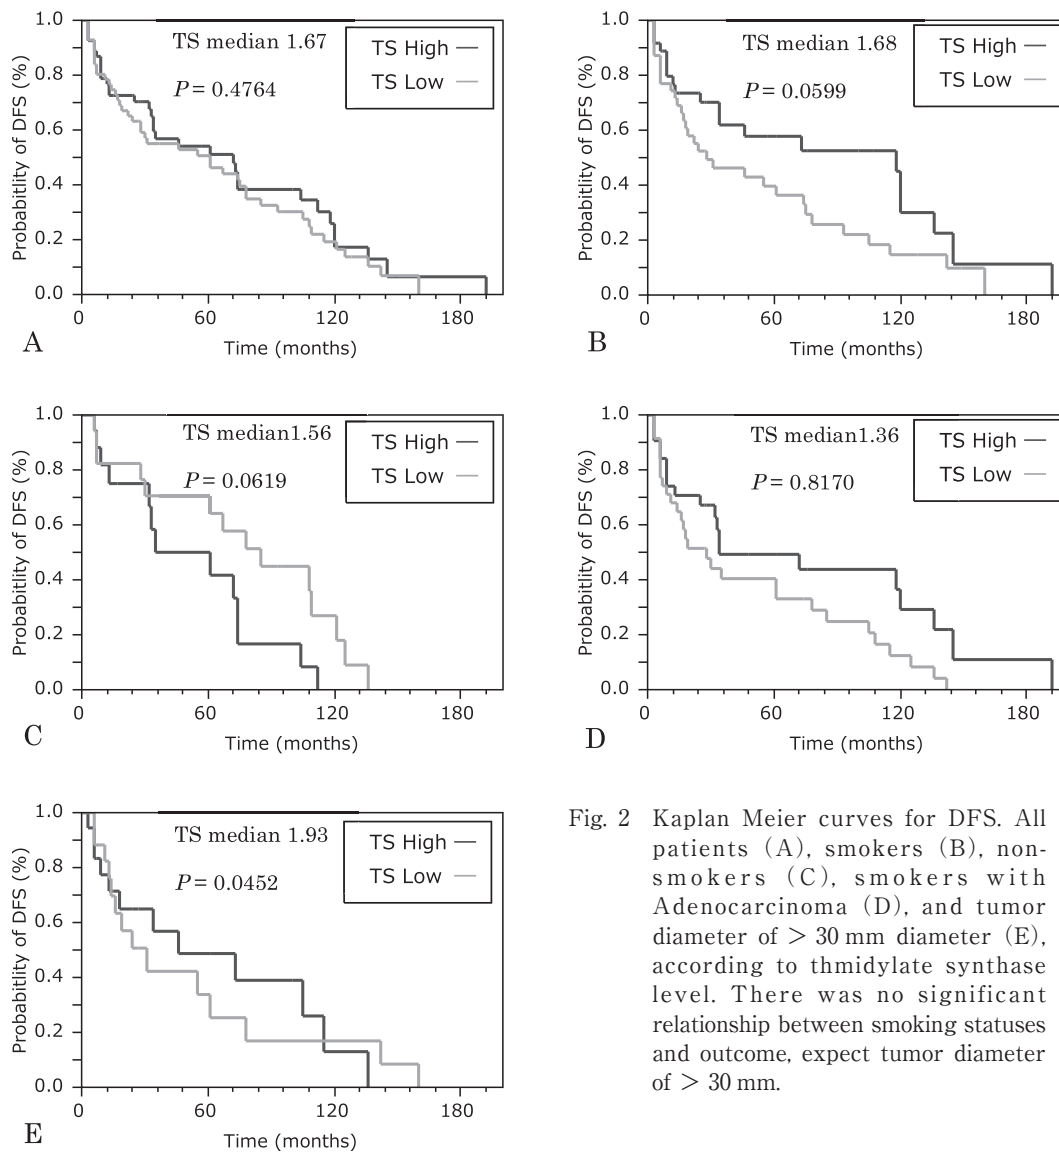 1.0
0.8
0.6
0.4
0.2
0.0
Probabitlity of DFS (%)
TS median 1.67
P = 0.4764
TS High
TS Low
0 60 120 180
Time (months)
A
1.0
0.8
0.6
0.4
0.2
0.0
Probabitlity of DFS (%)
TS median 1.68
P = 0.0599
TS High
TS Low
0 60 120 180
Time (months)
B
1.0
0.8
0.6
0.4
0.2
0.0
Probabitlity of DFS (%)
TS median1.56
P = 0.0619
TS High
TS Low
0 60 120 180
Time (months)
C
1.0
0.8
0.6
0.4
0.2
0.0
Probabitlity of DFS (%)
TS median1.36
P = 0.8170
TS High
TS Low
0 60 120 180
Time (months)
D
1.0
0.8
0.6
0.4
0.2
0.0
Probabitlity of DFS (%)
TS median 1.93
P = 0.0452
TS High
TS Low
0 60 120 180
Time (months)
E
Fig. 2 Kaplan Meier curves for DFS. All
patients (A), smokers (B), non-
smokers (C), smokers with
Adenocarcinoma (D), and tumor
diameter of > 30 mm diameter (E),
according to thmidylate synthase
level. There was no significant
relationship between smoking statuses
and outcome, expect tumor diameter
of > 30 mm.